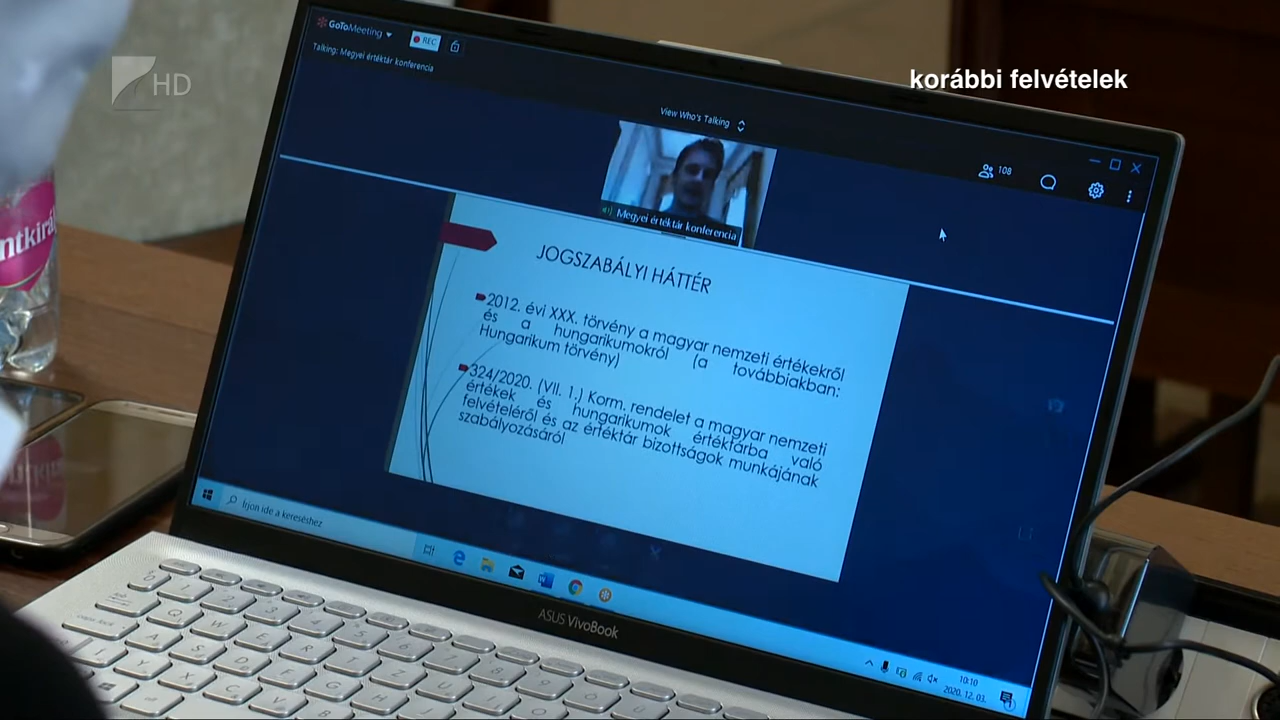 HD
korábbi felvételek
GoToMeeting
REC
Talking: Megyei értéktár konferencia
View Who's Talking
108
Megyei értéktár konferencia
JOGSZABÁLYI HÁTTÉR
2012. évi XXX. törvény a magyar nemzeti értékekről
és a hungarikumokról (a továbbiakban:
Hungarikum törvény)
324/2020. (VII. 1.) Korm. rendelet a magyar nemzeti
értékek és hungarikumok értéktárba való
felvételéről és az értéktár bizottságok munkájának
szabályozásáról
ntkirá
Írjon ide a kereséshez
10:10
2020. 12. 03.
ASUS VivoBook